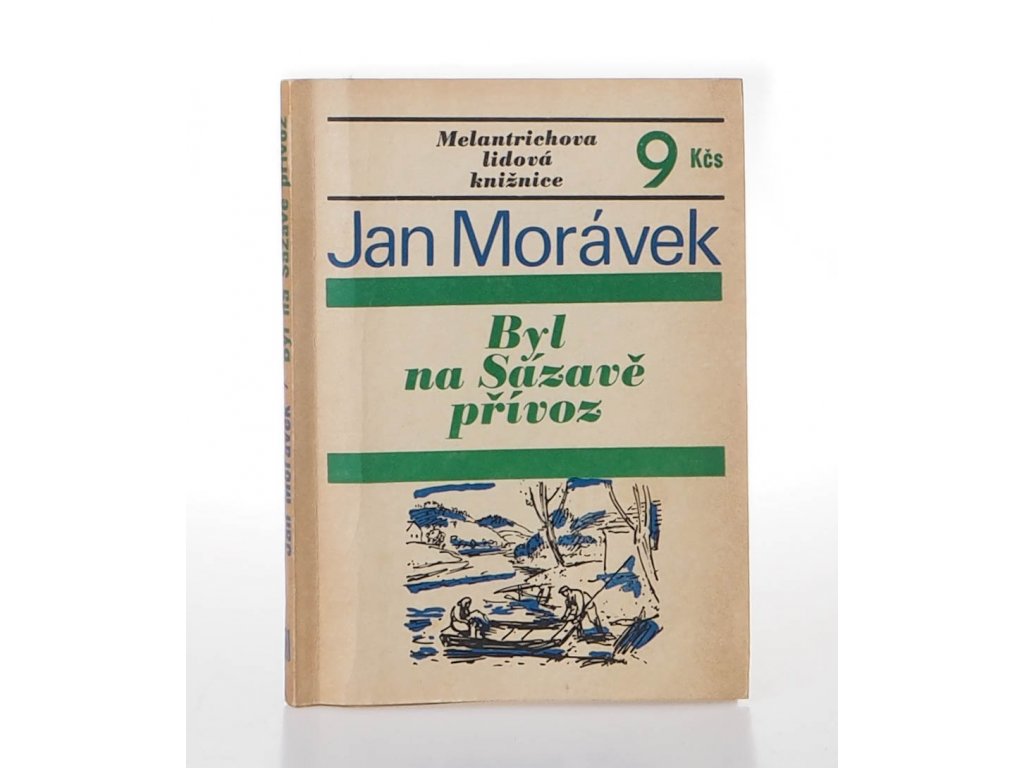 Melantrichova
lidová
knižnice
9 Kčs
Jan Morávek
Byl
na Sázavě
přívoz
Jan Morávek / Byl na Sázavě přívoz